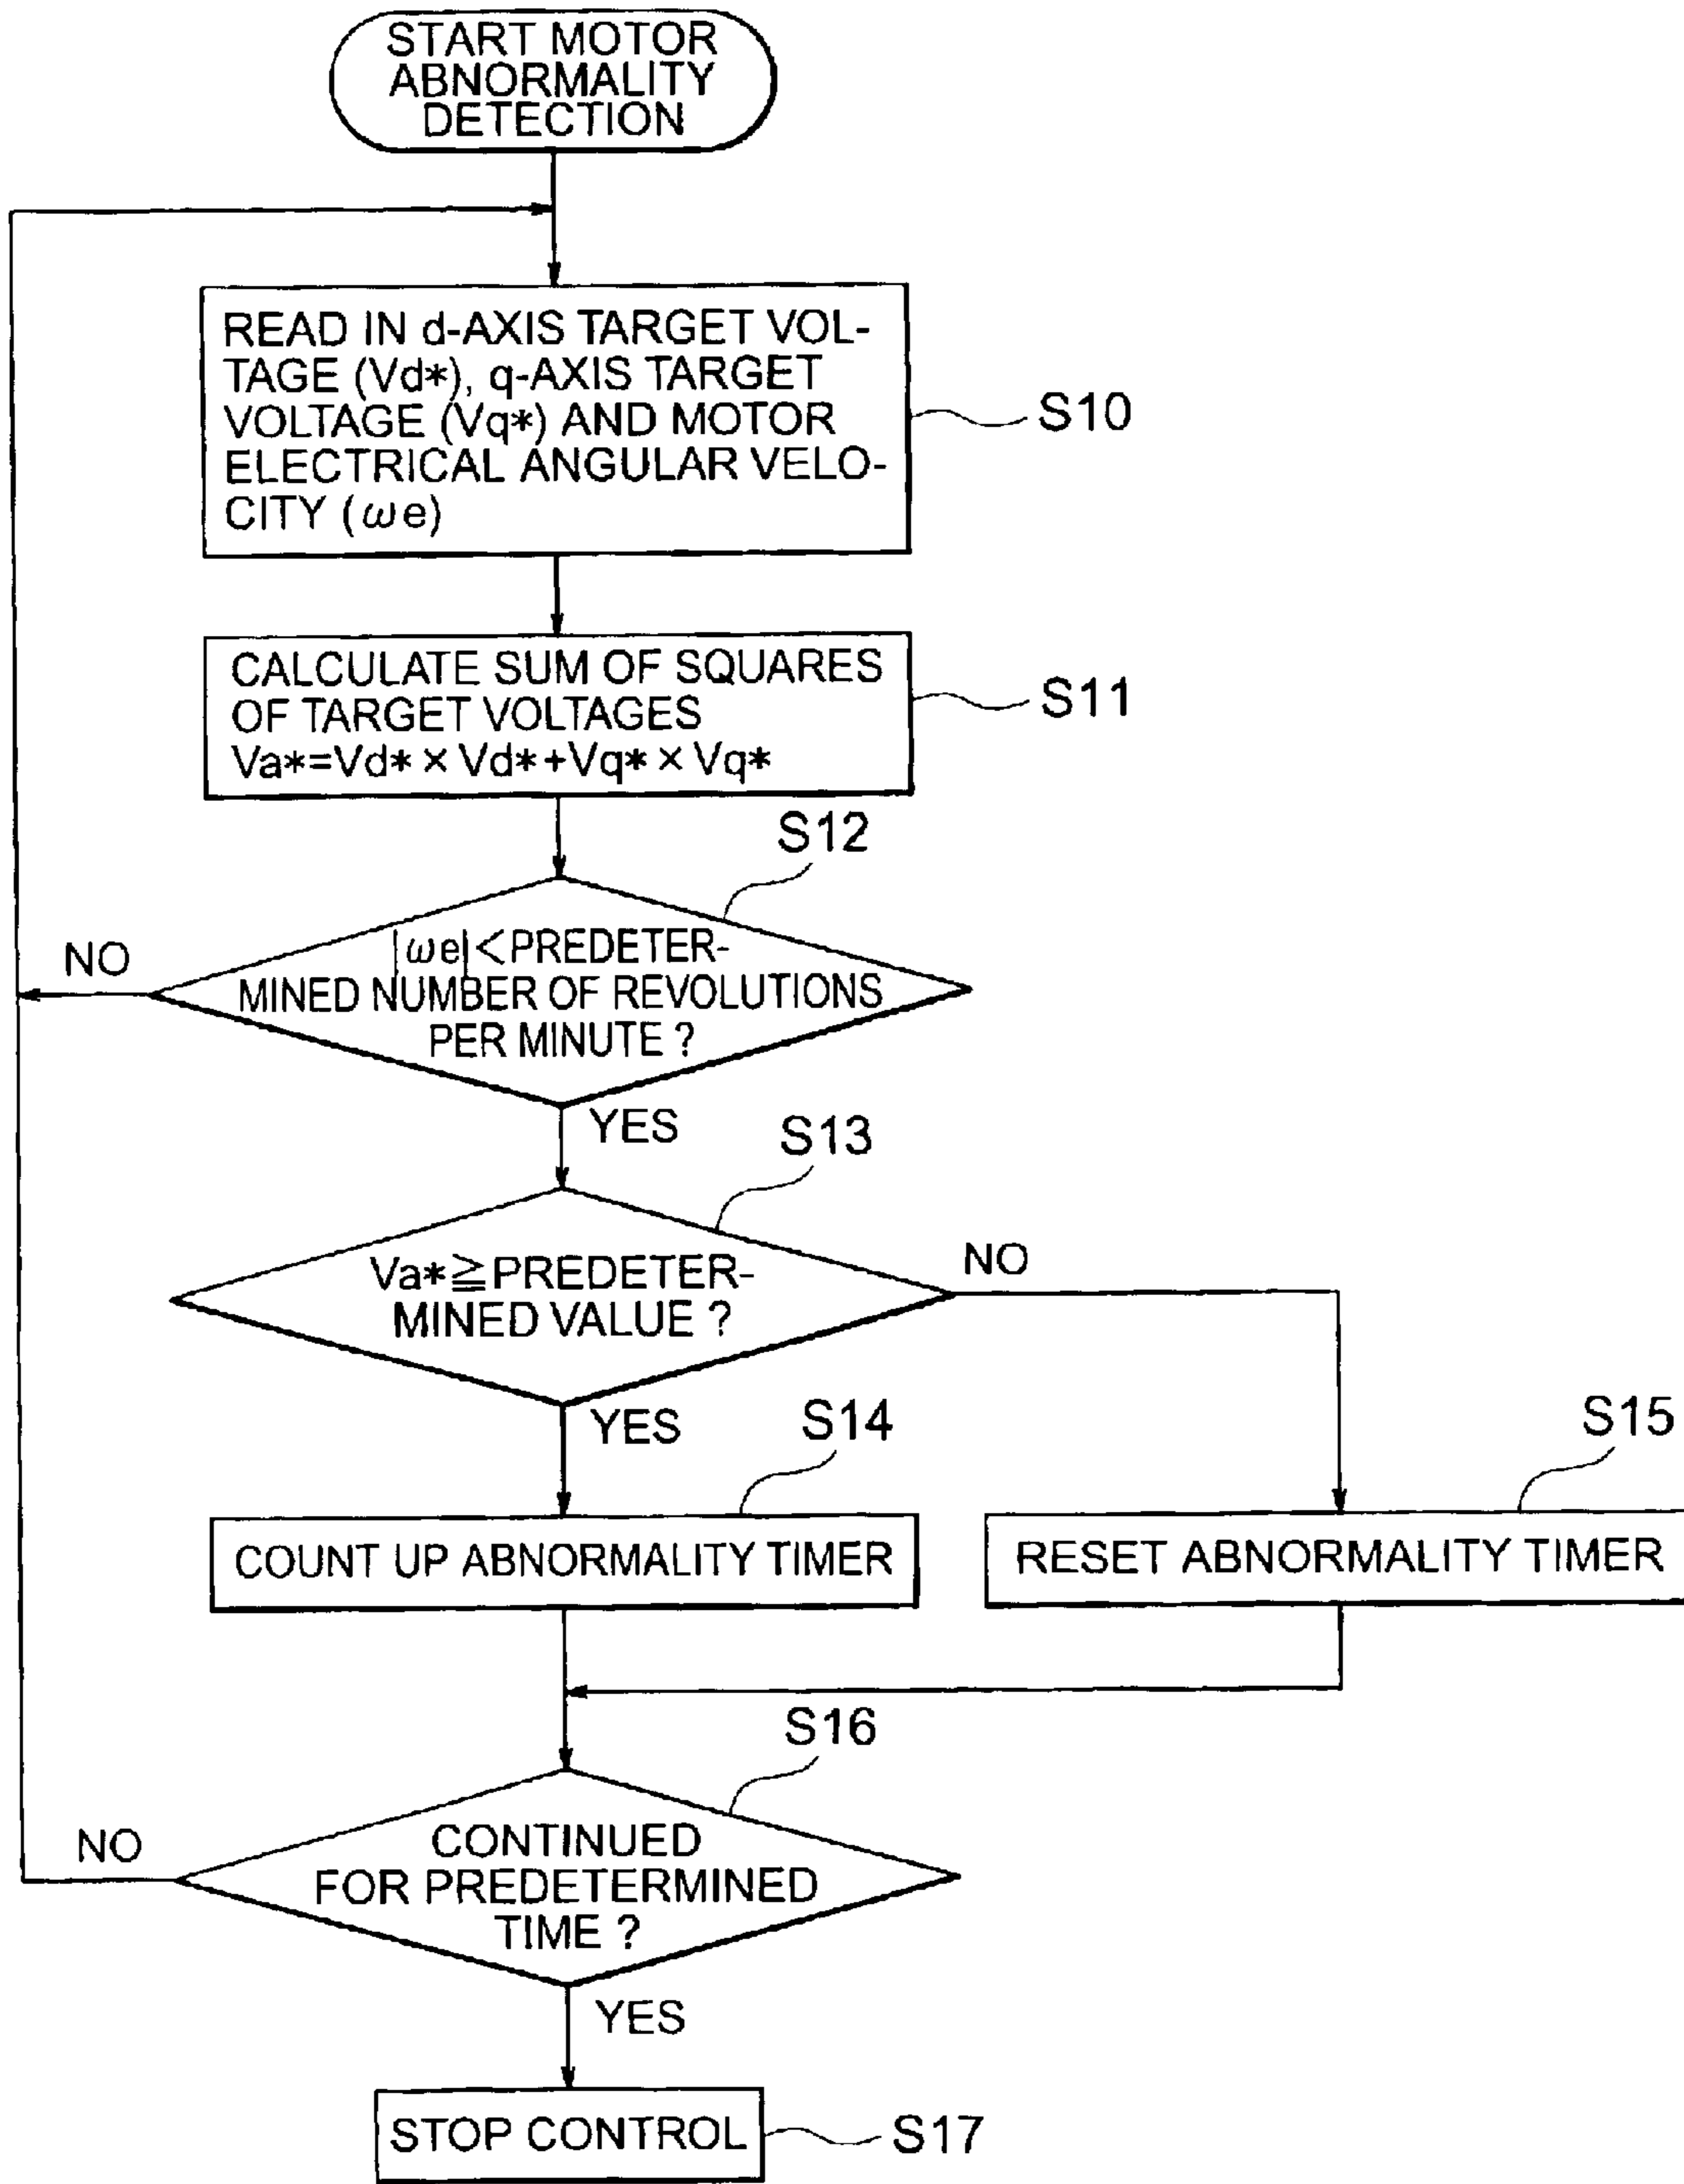 START MOTOR
ABNORMALITY
DETECTION
READ IN d-AXIS TARGET VOL-
TAGE (Vd*), q-AXIS TARGET
VOLTAGE (Vq*) AND MOTOR
ELECTRICAL ANGULAR VELO-
CITY (ωe)
S10
CALCULATE SUM OF SQUARES
OF TARGET VOLTAGES
Va*=Vd* × Vd*+Vq* × Vq*
S11
S12
|ωe|<PREDETER-
MINED NUMBER OF REVOLUTIONS
PER MINUTE ?
NO
YES
S13
Va*≧PREDETER-
MINED VALUE ?
NO
YES
S14
COUNT UP ABNORMALITY TIMER
S15
RESET ABNORMALITY TIMER
S16
CONTINUED
FOR PREDETERMINED
TIME ?
NO
YES
STOP CONTROL
S17